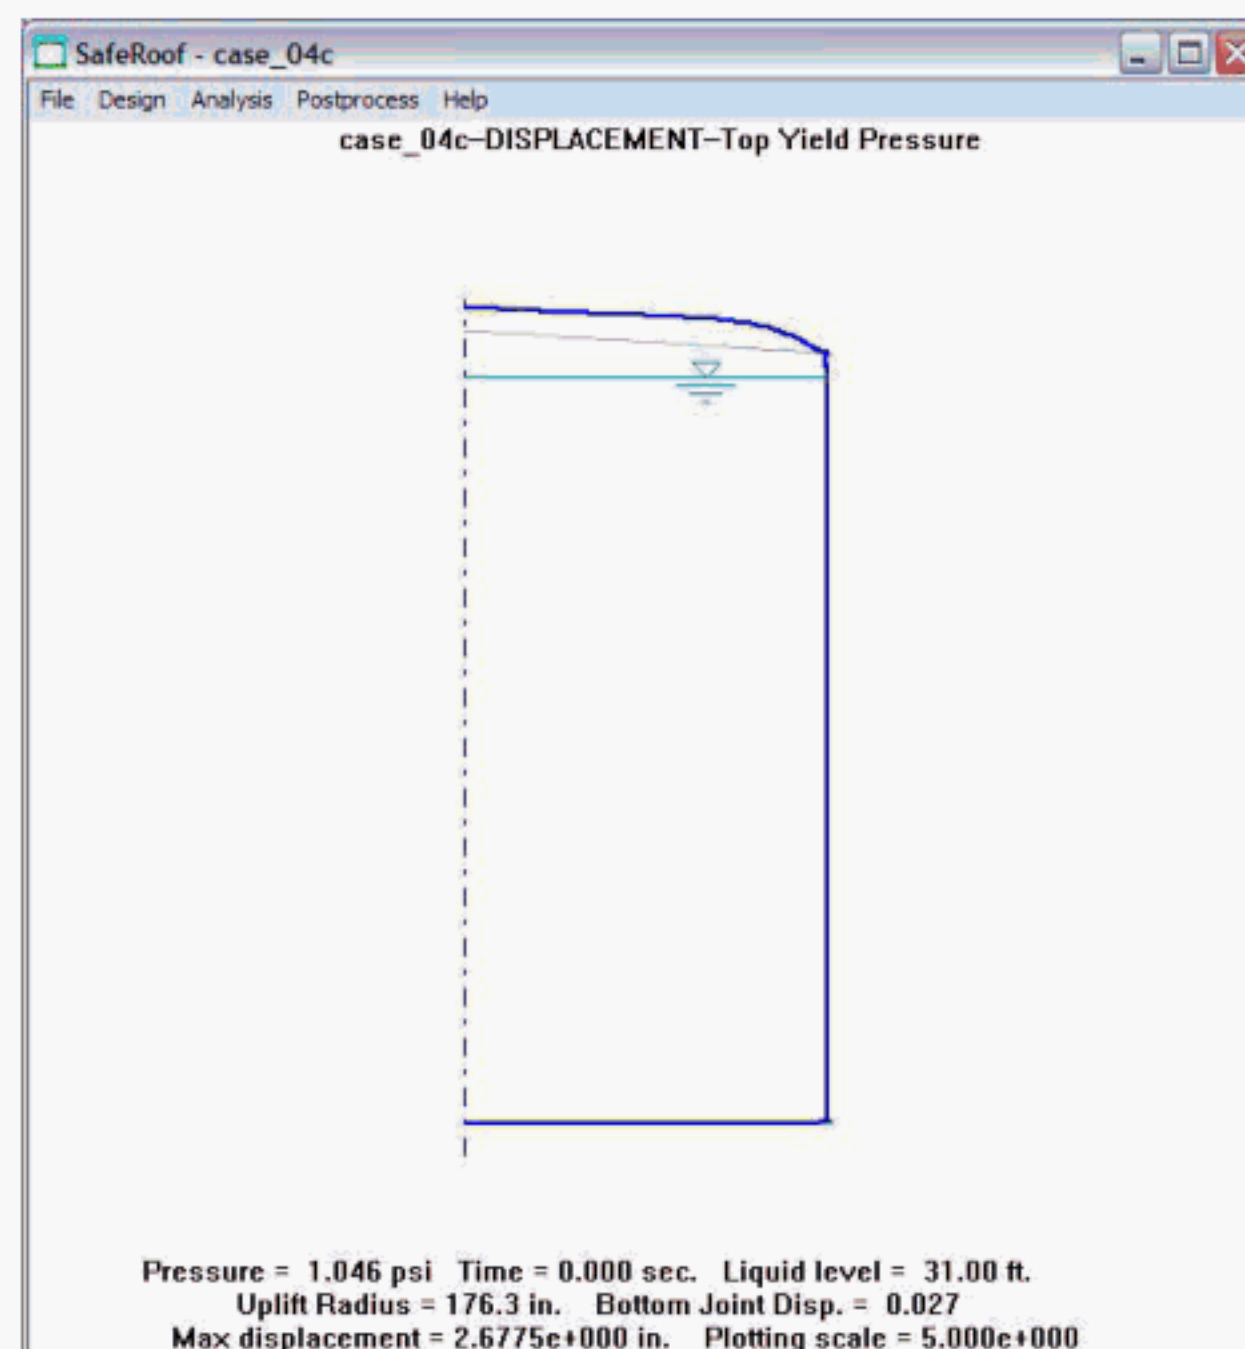 SafeRoof - case_04c
File Design Analysis Postprocess Help
case_04c-DISPLACEMENT-Top Yield Pressure
Pressure = 1.046 psi Time = 0.000 sec. Liquid level = 31.00 ft.
Uplift Radius = 176.3 in. Bottom Joint Disp. = 0.027
Max displacement = 2.6775e+000 in. Plotting scale = 5.000e+000